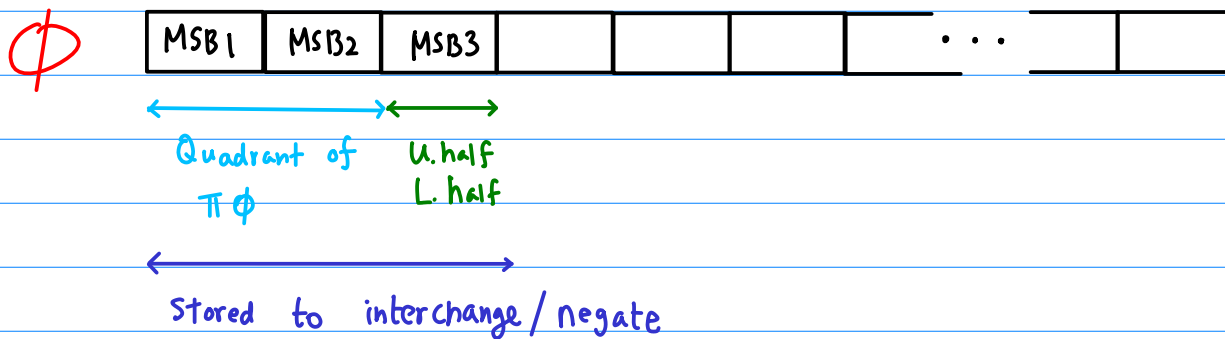 ϕ MSB1 MSB2 MSB3 ...
Quadrant of U.half
πϕ L.half
Stored to interchange/negate